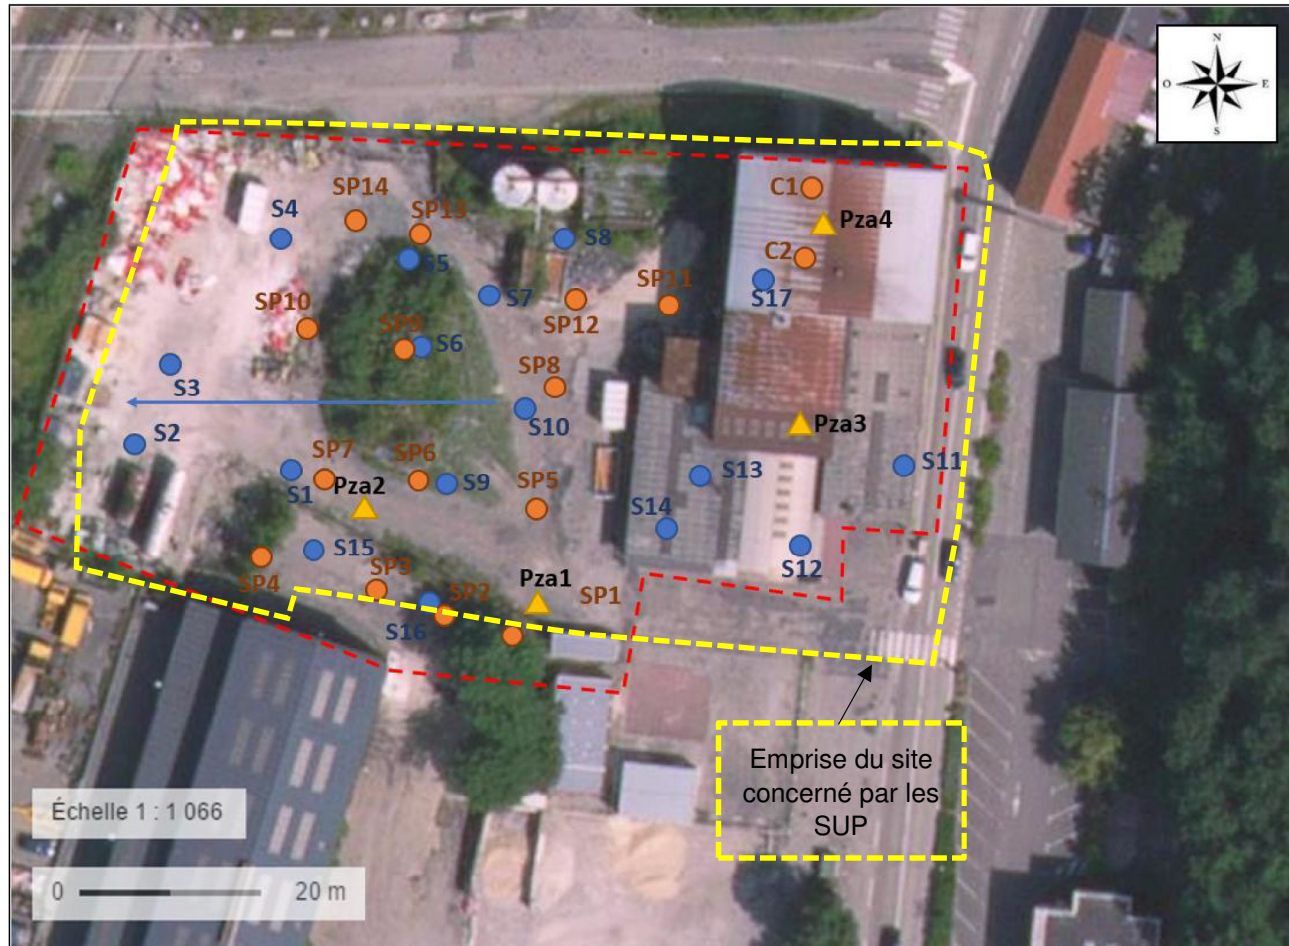 N
O E
S
C1
SP14
Pza4
SP13
S4
S8
C2
S5
SP11
S17
S7
SP10
SP12
SP9
S6
SP8
S3
S10
Pza3
S2
SP7
SP6
S11
S13
S1
Pza2
S9
SP5
S14
S15
S12
SP4
SP3
Pza1
SP2
SP1
S16
Emprise du site
concerné par les
SUP
Échelle 1 : 1 066
0 20 m